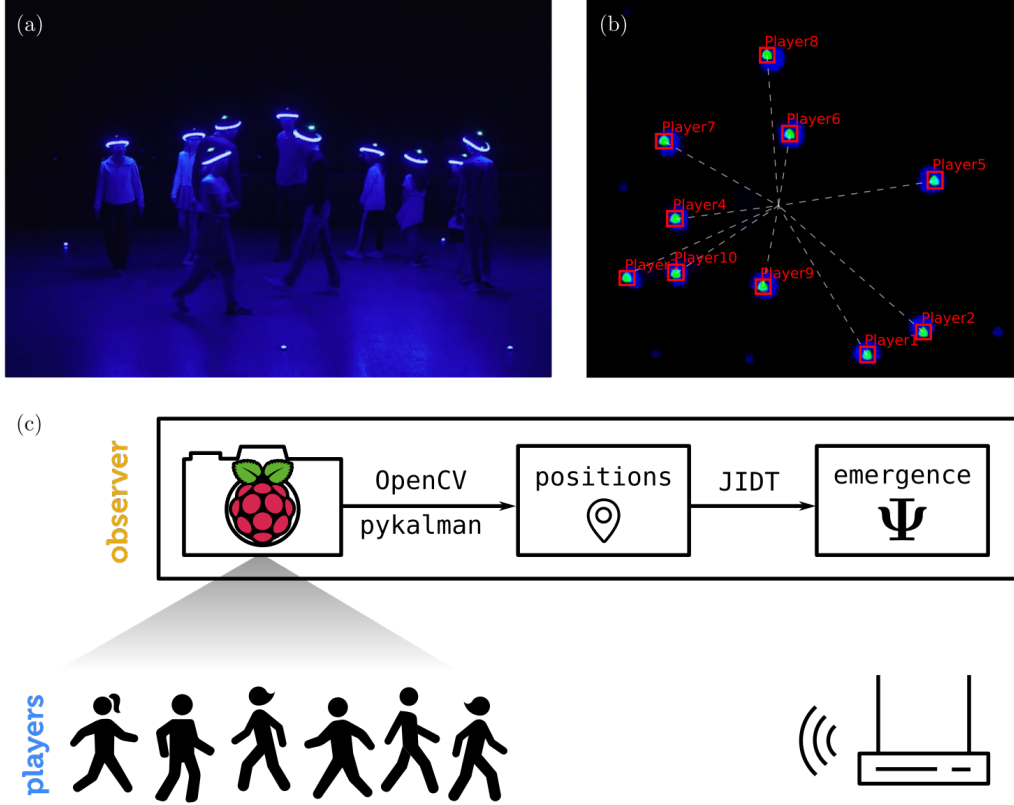 (a)
(b)
Player8
Player6
Player7
Player5
Player4
Player10
Player9
Player2
Player1
(c)
observer
OpenCV
pykalman
positions
JIDT
emergence
Ψ
players